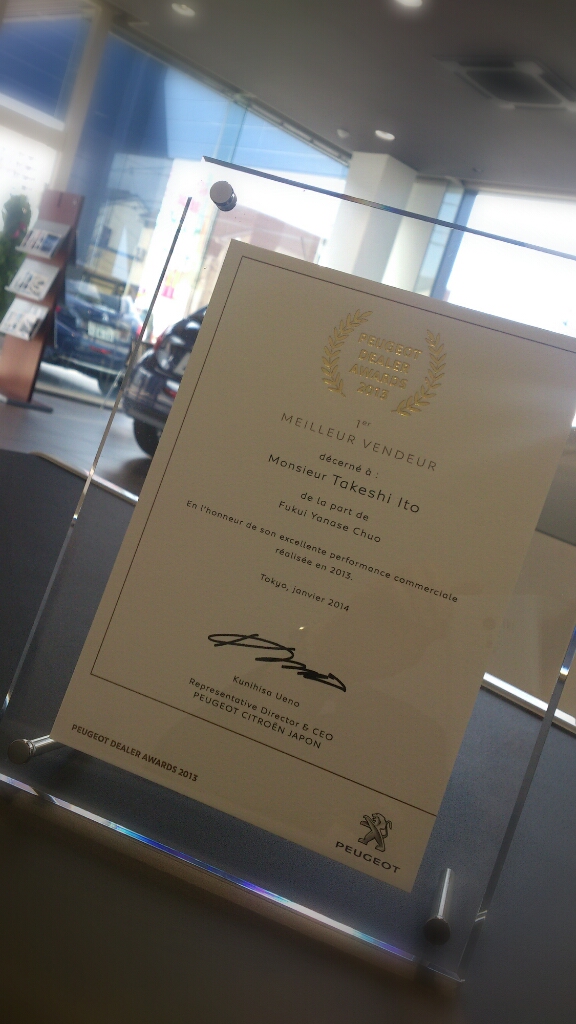 PEUGEOT
DEALER
AWARDS
2013
1er
MEILLEUR VENDEUR
décerné à :
Monsieur Takeshi Ito
de la part de
Fukui Yanase Chuo
En l'honneur de son excellente performance commerciale
réalisée en 2013.
Tokyo, janvier 2014
Kunihisa Ueno
Representative Director & CEO
PEUGEOT CITROËN JAPON
PEUGEOT DEALER AWARDS 2013
PEUGEOT